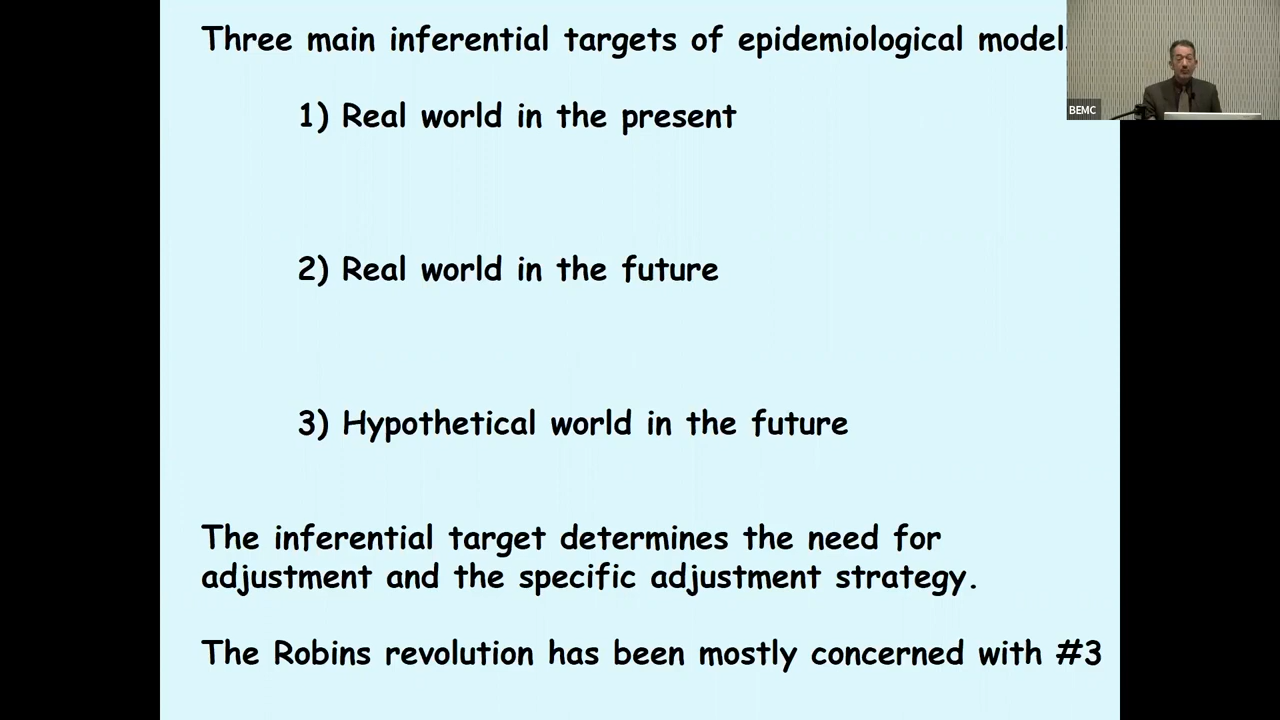 Three main inferential targets of epidemiological model
BEMC
1) Real world in the present
2) Real world in the future
3) Hypothetical world in the future
The inferential target determines the need for
adjustment and the specific adjustment strategy.
The Robins revolution has been mostly concerned with #3